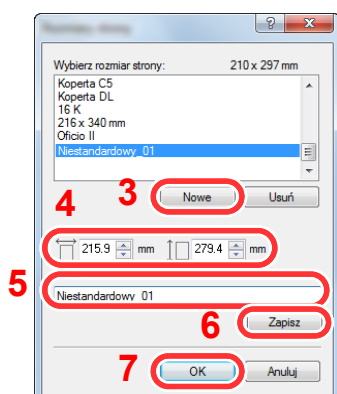 Rozmiary strony
Wybierz rozmiar strony: 210 x 297 mm
Koperta C5
Koperta DL
16 K
216 x 340 mm
Oficio II
Niestandardowy_01
3 Nowe Usuń
4
215.9 mm 279.4 mm
5
Niestandardowy_01
6 Zapisz
7 OK Anuluj